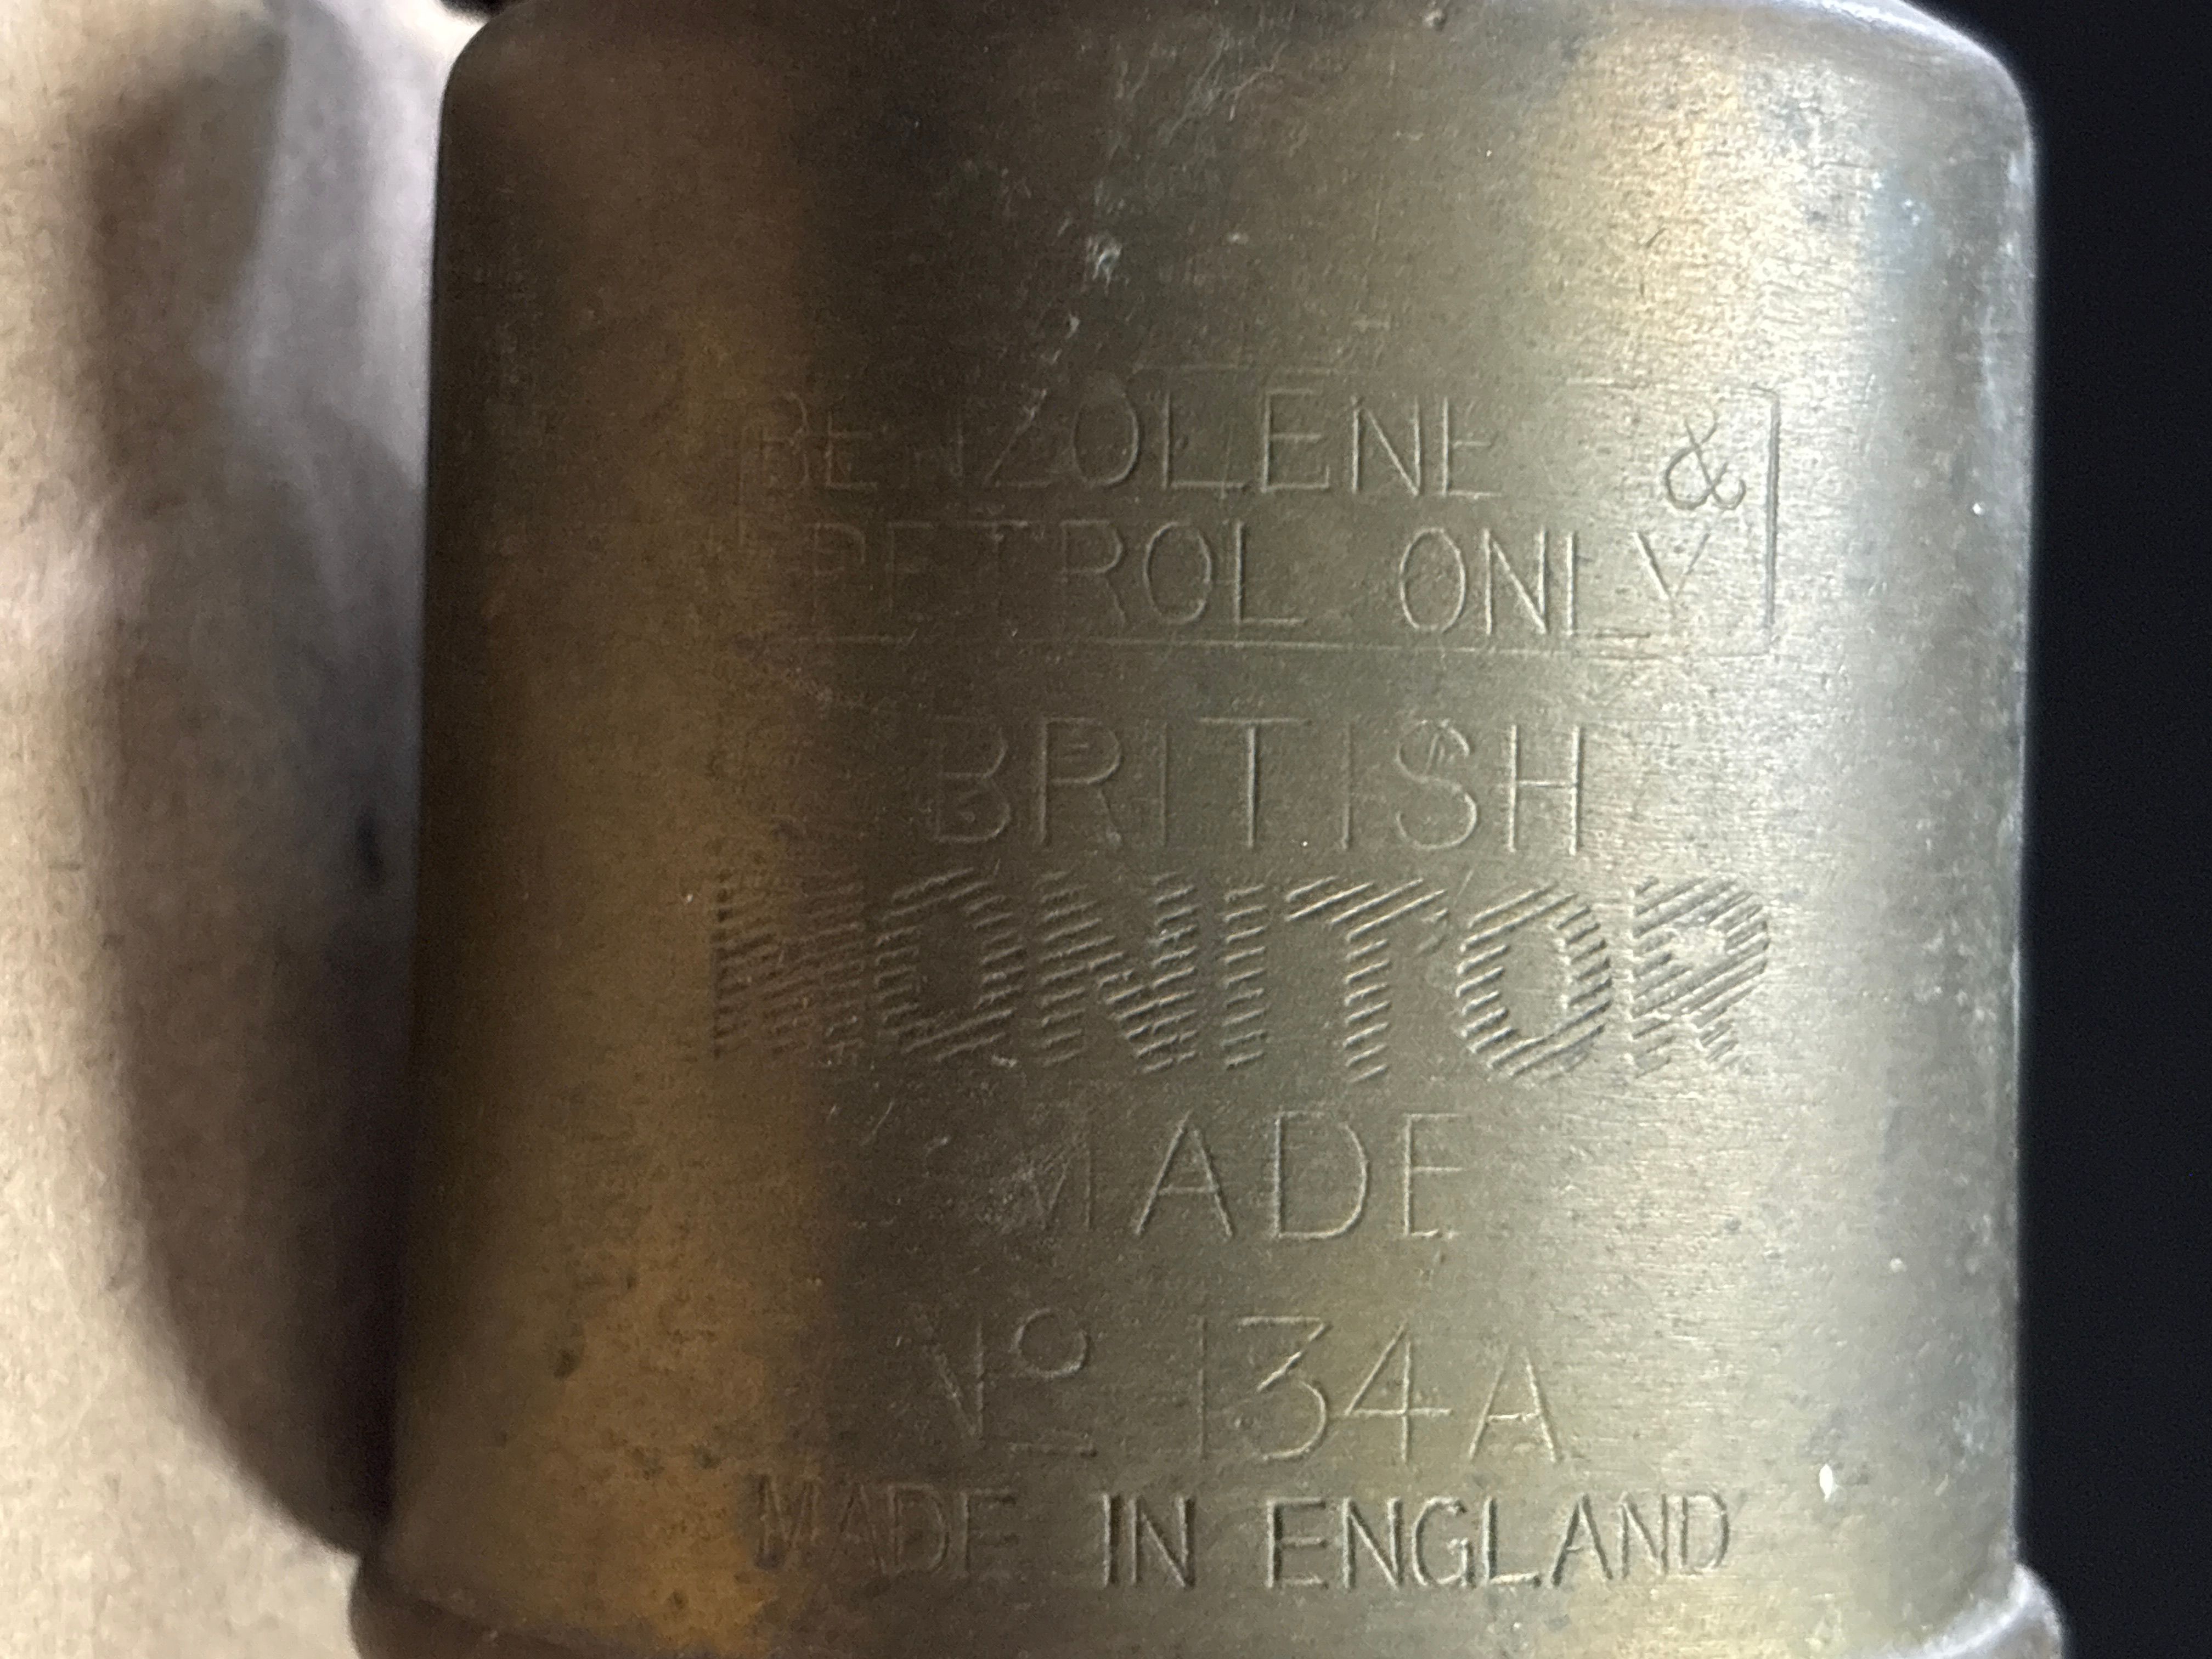 BENZOLENE &
PETROL ONLY
BRITISH
MONITOR
MADE
Nº 134A
MADE IN ENGLAND